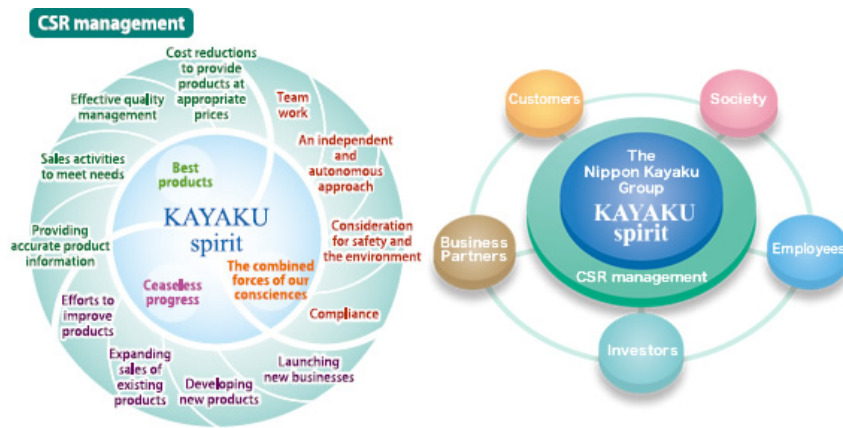 CSR management
Cost reductions
to provide
products at
appropriate
prices
Effective quality
management
Sales activities
to meet needs
Providing
accurate product
information
Best
products
KAYAKU
spirit
Ceaseless
progress
The combined
forces of our
consciences
Team
work
An independent
and
autonomous
approach
Consideration
for safety and
the environment
Compliance
Efforts to
improve
products
Expanding
sales of
existing
products
Developing
new products
Launching
new businesses
Customers
Society
The
Nippon Kayaku
Group
KAYAKU
spirit
CSR management
Business
Partners
Employees
Investors